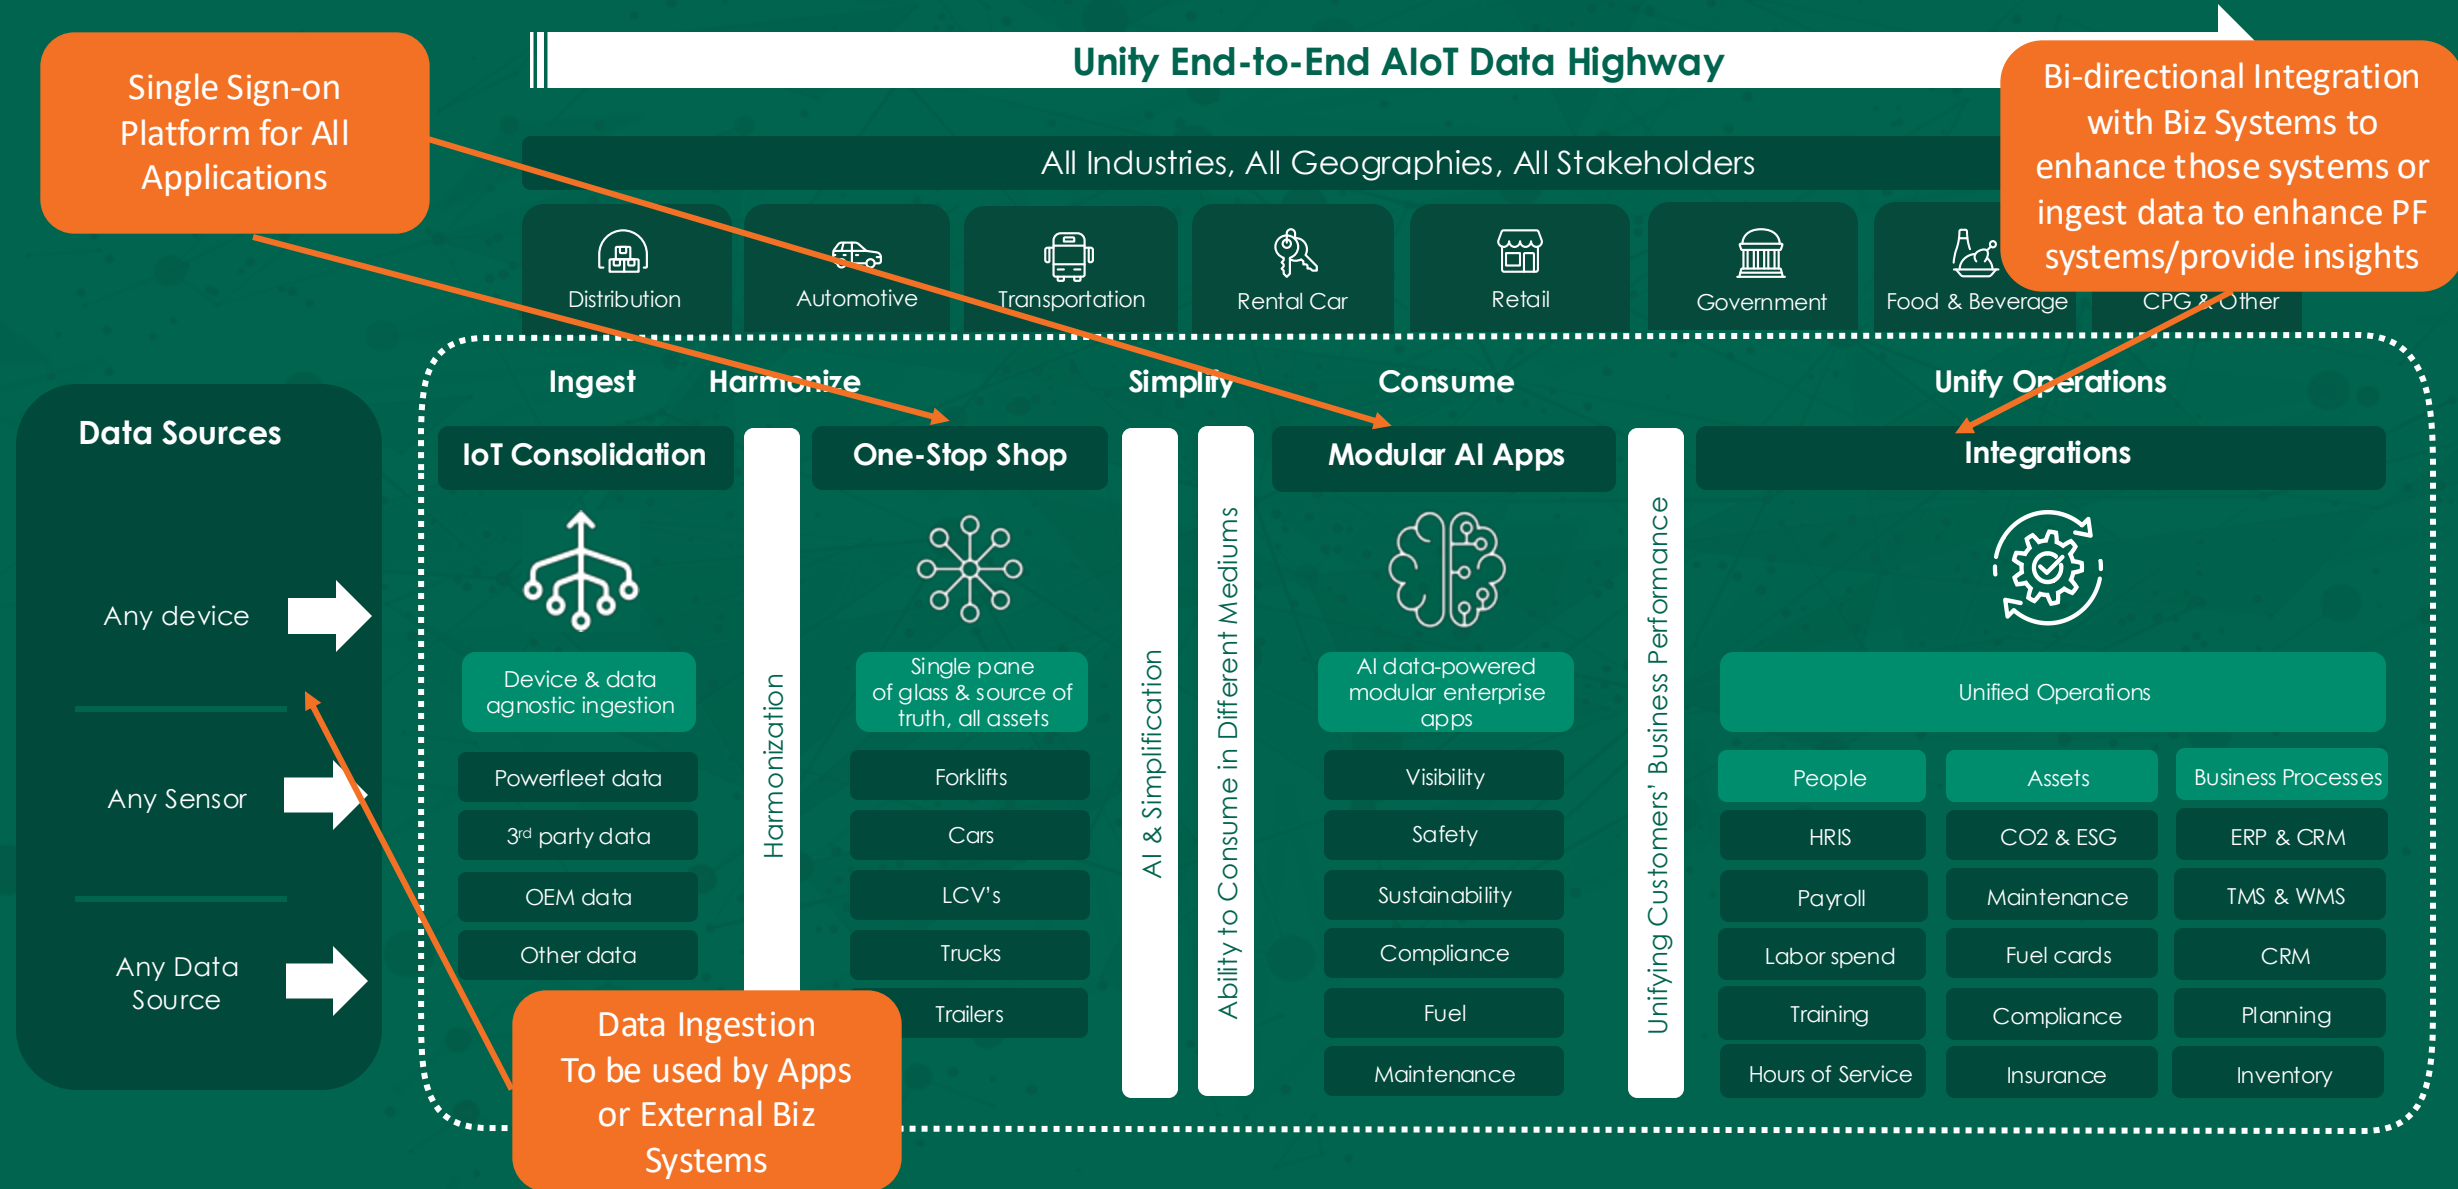 Unity End-to-End AIoT Data Highway
Single Sign-on
Platform for All
Applications
Bi-directional Integration
with Biz Systems to
enhance those systems or
ingest data to enhance PF
systems/provide insights
All Industries, All Geographies, All Stakeholders
Distribution
Automotive
Transportation
Rental Car
Retail
Government
Food & Beverage
CPG & Other
Ingest
Harmonize
Simplify
Consume
Unify Operations
Data Sources
Any device
Any Sensor
Any Data
Source
IoT Consolidation
Device & data
agnostic ingestion
Powerfleet data
3rd party data
OEM data
Other data
Data Ingestion
To be used by Apps
or External Biz
Systems
Harmonization
One-Stop Shop
Single pane
of glass & source of
truth, all assets
Forklifts
Cars
LCV's
Trucks
Trailers
AI & Simplification
Ability to Consume in Different Mediums
Modular AI Apps
AI data-powered
modular enterprise
apps
Visibility
Safety
Sustainability
Compliance
Fuel
Maintenance
Unifying Customers' Business Performance
Integrations
Unified Operations
People
HRIS
Payroll
Labor spend
Training
Hours of Service
Assets
CO2 & ESG
Maintenance
Fuel cards
Compliance
Insurance
Business Processes
ERP & CRM
TMS & WMS
CRM
Planning
Inventory